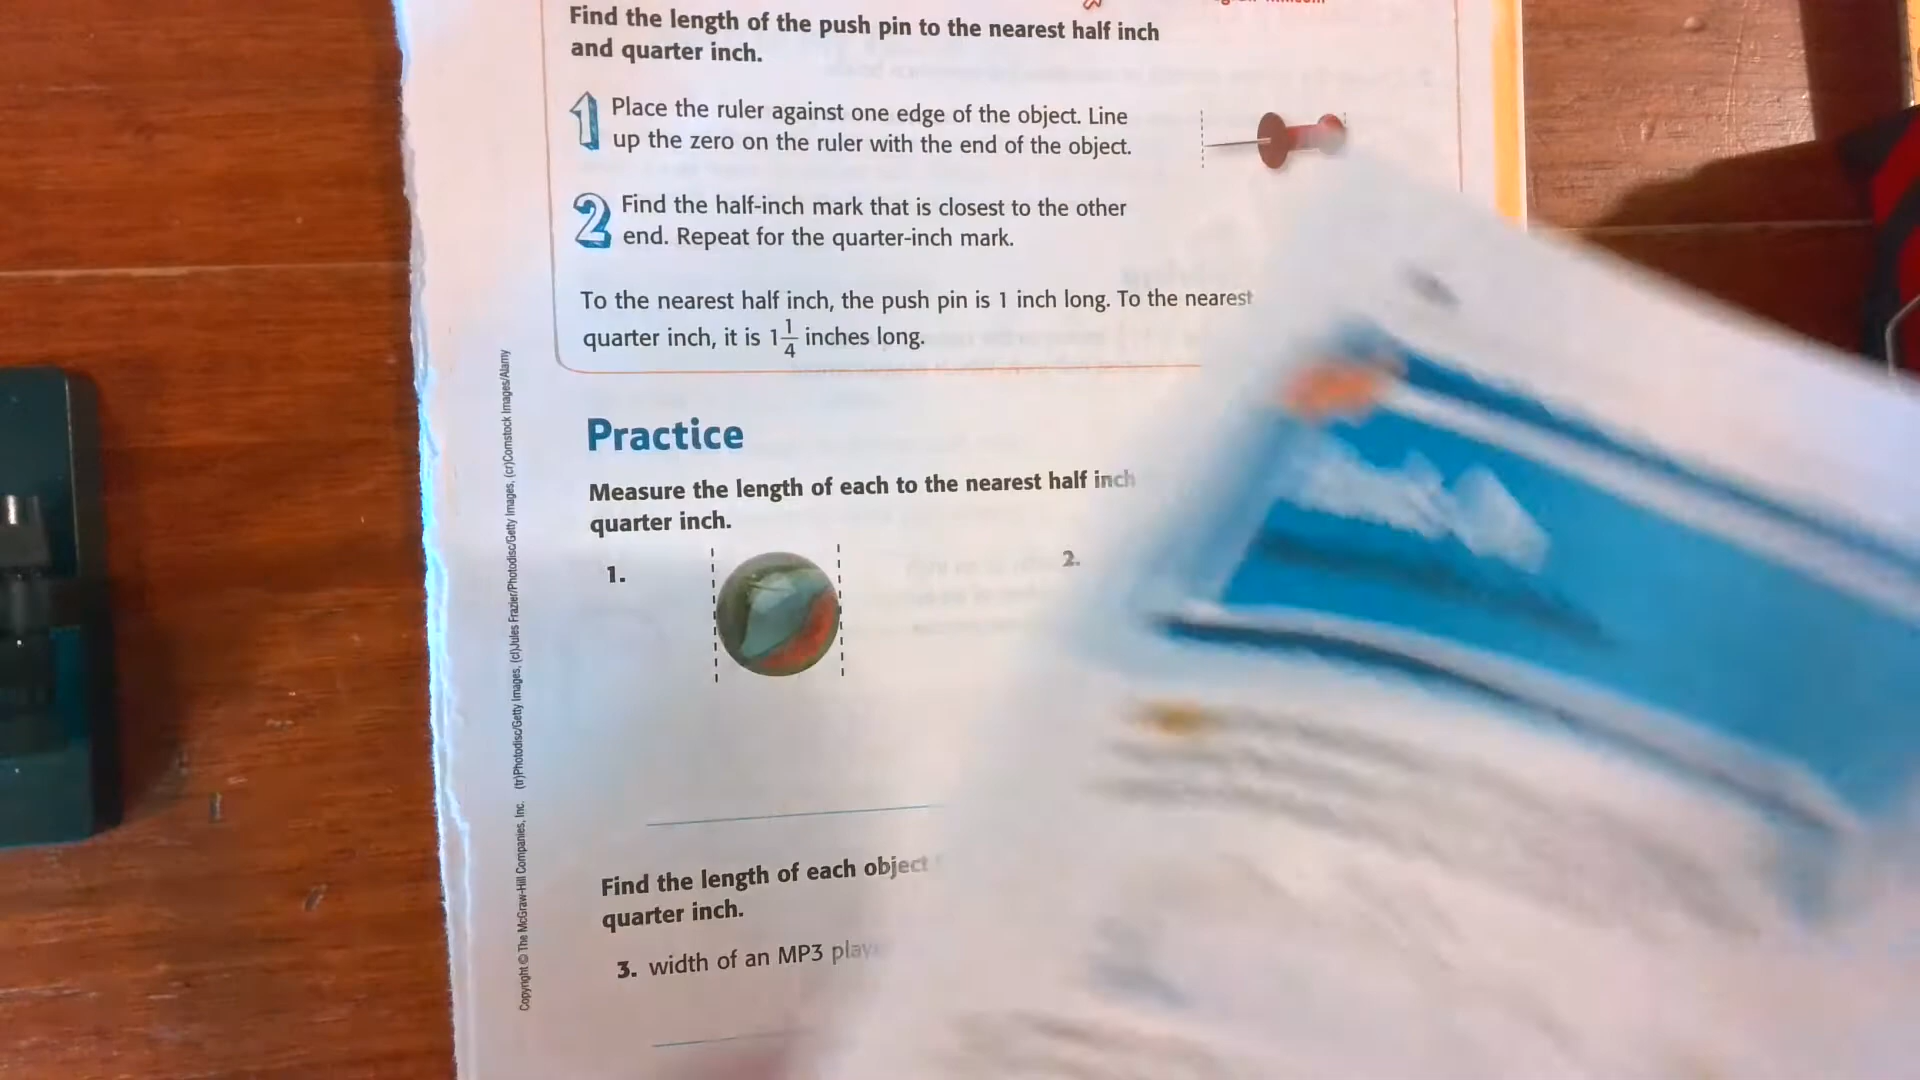 Find the length of the push pin to the nearest half inch
and quarter inch.
1 Place the ruler against one edge of the object. Line
up the zero on the ruler with the end of the object.
2 Find the half-inch mark that is closest to the other
end. Repeat for the quarter-inch mark.
To the nearest half inch, the push pin is 1 inch long. To the nearest
quarter inch, it is 1 1/4 inches long.
Practice
Measure the length of each to the nearest half inch
quarter inch.
1.
2.
Find the length of each object
quarter inch.
3. width of an MP3
Copyright © The McGraw-Hill Companies, Inc. (tr)Photodisc/Getty Images, (cl)Jules Frazier/Photodisc/Getty Images, (cr)Comstock Images/Alamy